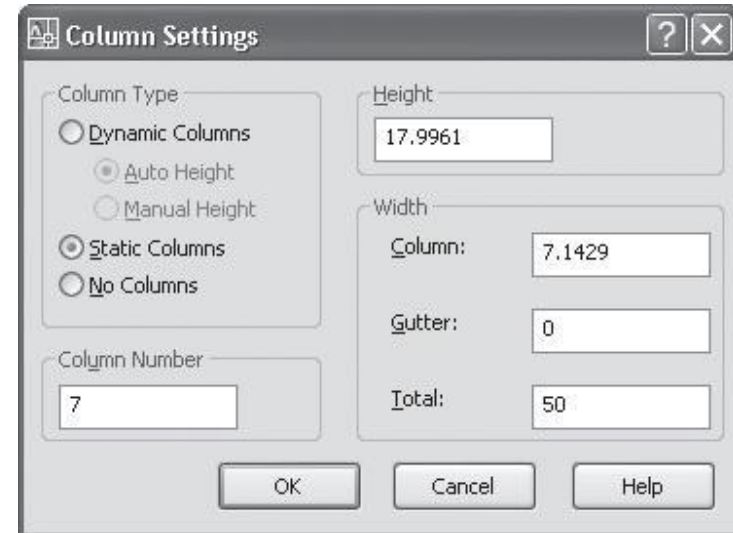 Column Settings
Column Type
Dynamic Columns
Auto Height
Manual Height
Static Columns
No Columns
Column Number
7
Height
17.9961
Width
Column: 7.1429
Gutter: 0
Total: 50
OK Cancel Help